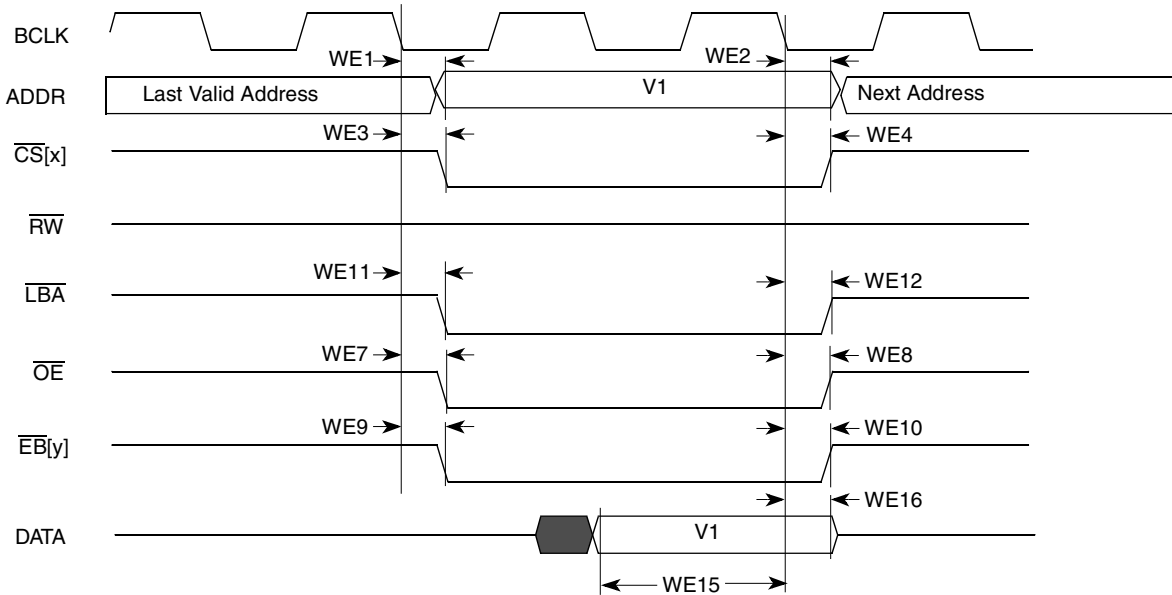 BCLK
WE1
WE2
ADDR
Last Valid Address
V1
Next Address
WE3
WE4
CS[x]
RW
WE11
WE12
LBA
WE7
WE8
OE
WE9
WE10
EB[y]
WE16
DATA
V1
WE15